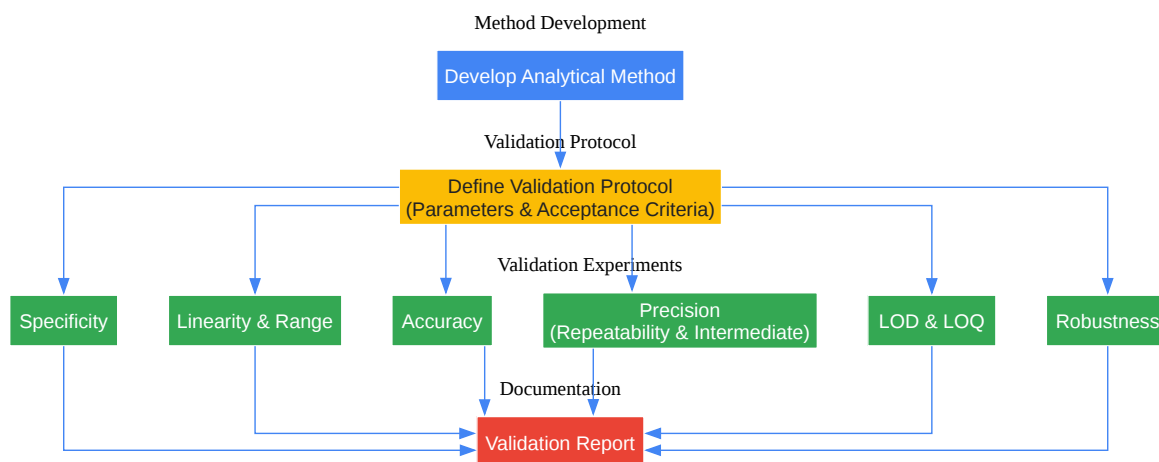 Method Development
Develop Analytical Method
Validation Protocol
Define Validation Protocol
(Parameters & Acceptance Criteria)
Validation Experiments
Specificity
Linearity & Range
Accuracy
Precision
(Repeatability & Intermediate)
LOD & LOQ
Robustness
Documentation
Validation Report